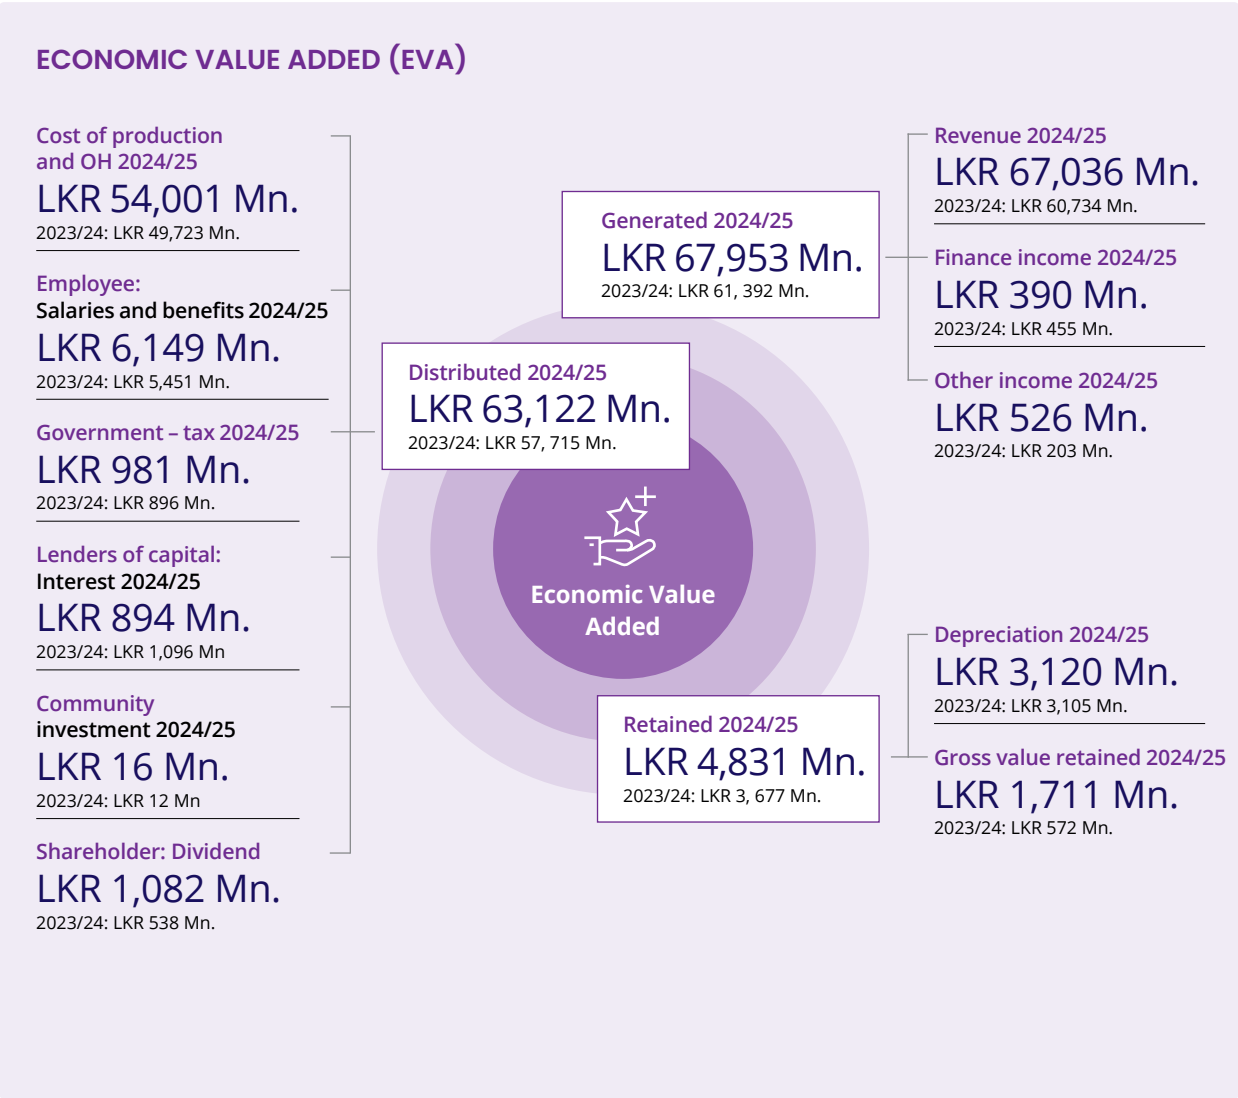 ECONOMIC VALUE ADDED (EVA)
Cost of production
and OH 2024/25
LKR 54,001 Mn.
2023/24: LKR 49,723 Mn.
Employee:
Salaries and benefits 2024/25
LKR 6,149 Mn.
2023/24: LKR 5,451 Mn.
Government – tax 2024/25
LKR 981 Mn.
2023/24: LKR 896 Mn.
Lenders of capital:
Interest 2024/25
LKR 894 Mn.
2023/24: LKR 1,096 Mn
Community
investment 2024/25
LKR 16 Mn.
2023/24: LKR 12 Mn
Shareholder: Dividend
LKR 1,082 Mn.
2023/24: LKR 538 Mn.
Distributed 2024/25
LKR 63,122 Mn.
2023/24: LKR 57, 715 Mn.
Generated 2024/25
LKR 67,953 Mn.
2023/24: LKR 61, 392 Mn.
Economic Value
Added
Retained 2024/25
LKR 4,831 Mn.
2023/24: LKR 3, 677 Mn.
Revenue 2024/25
LKR 67,036 Mn.
2023/24: LKR 60,734 Mn.
Finance income 2024/25
LKR 390 Mn.
2023/24: LKR 455 Mn.
Other income 2024/25
LKR 526 Mn.
2023/24: LKR 203 Mn.
Depreciation 2024/25
LKR 3,120 Mn.
2023/24: LKR 3,105 Mn.
Gross value retained 2024/25
LKR 1,711 Mn.
2023/24: LKR 572 Mn.